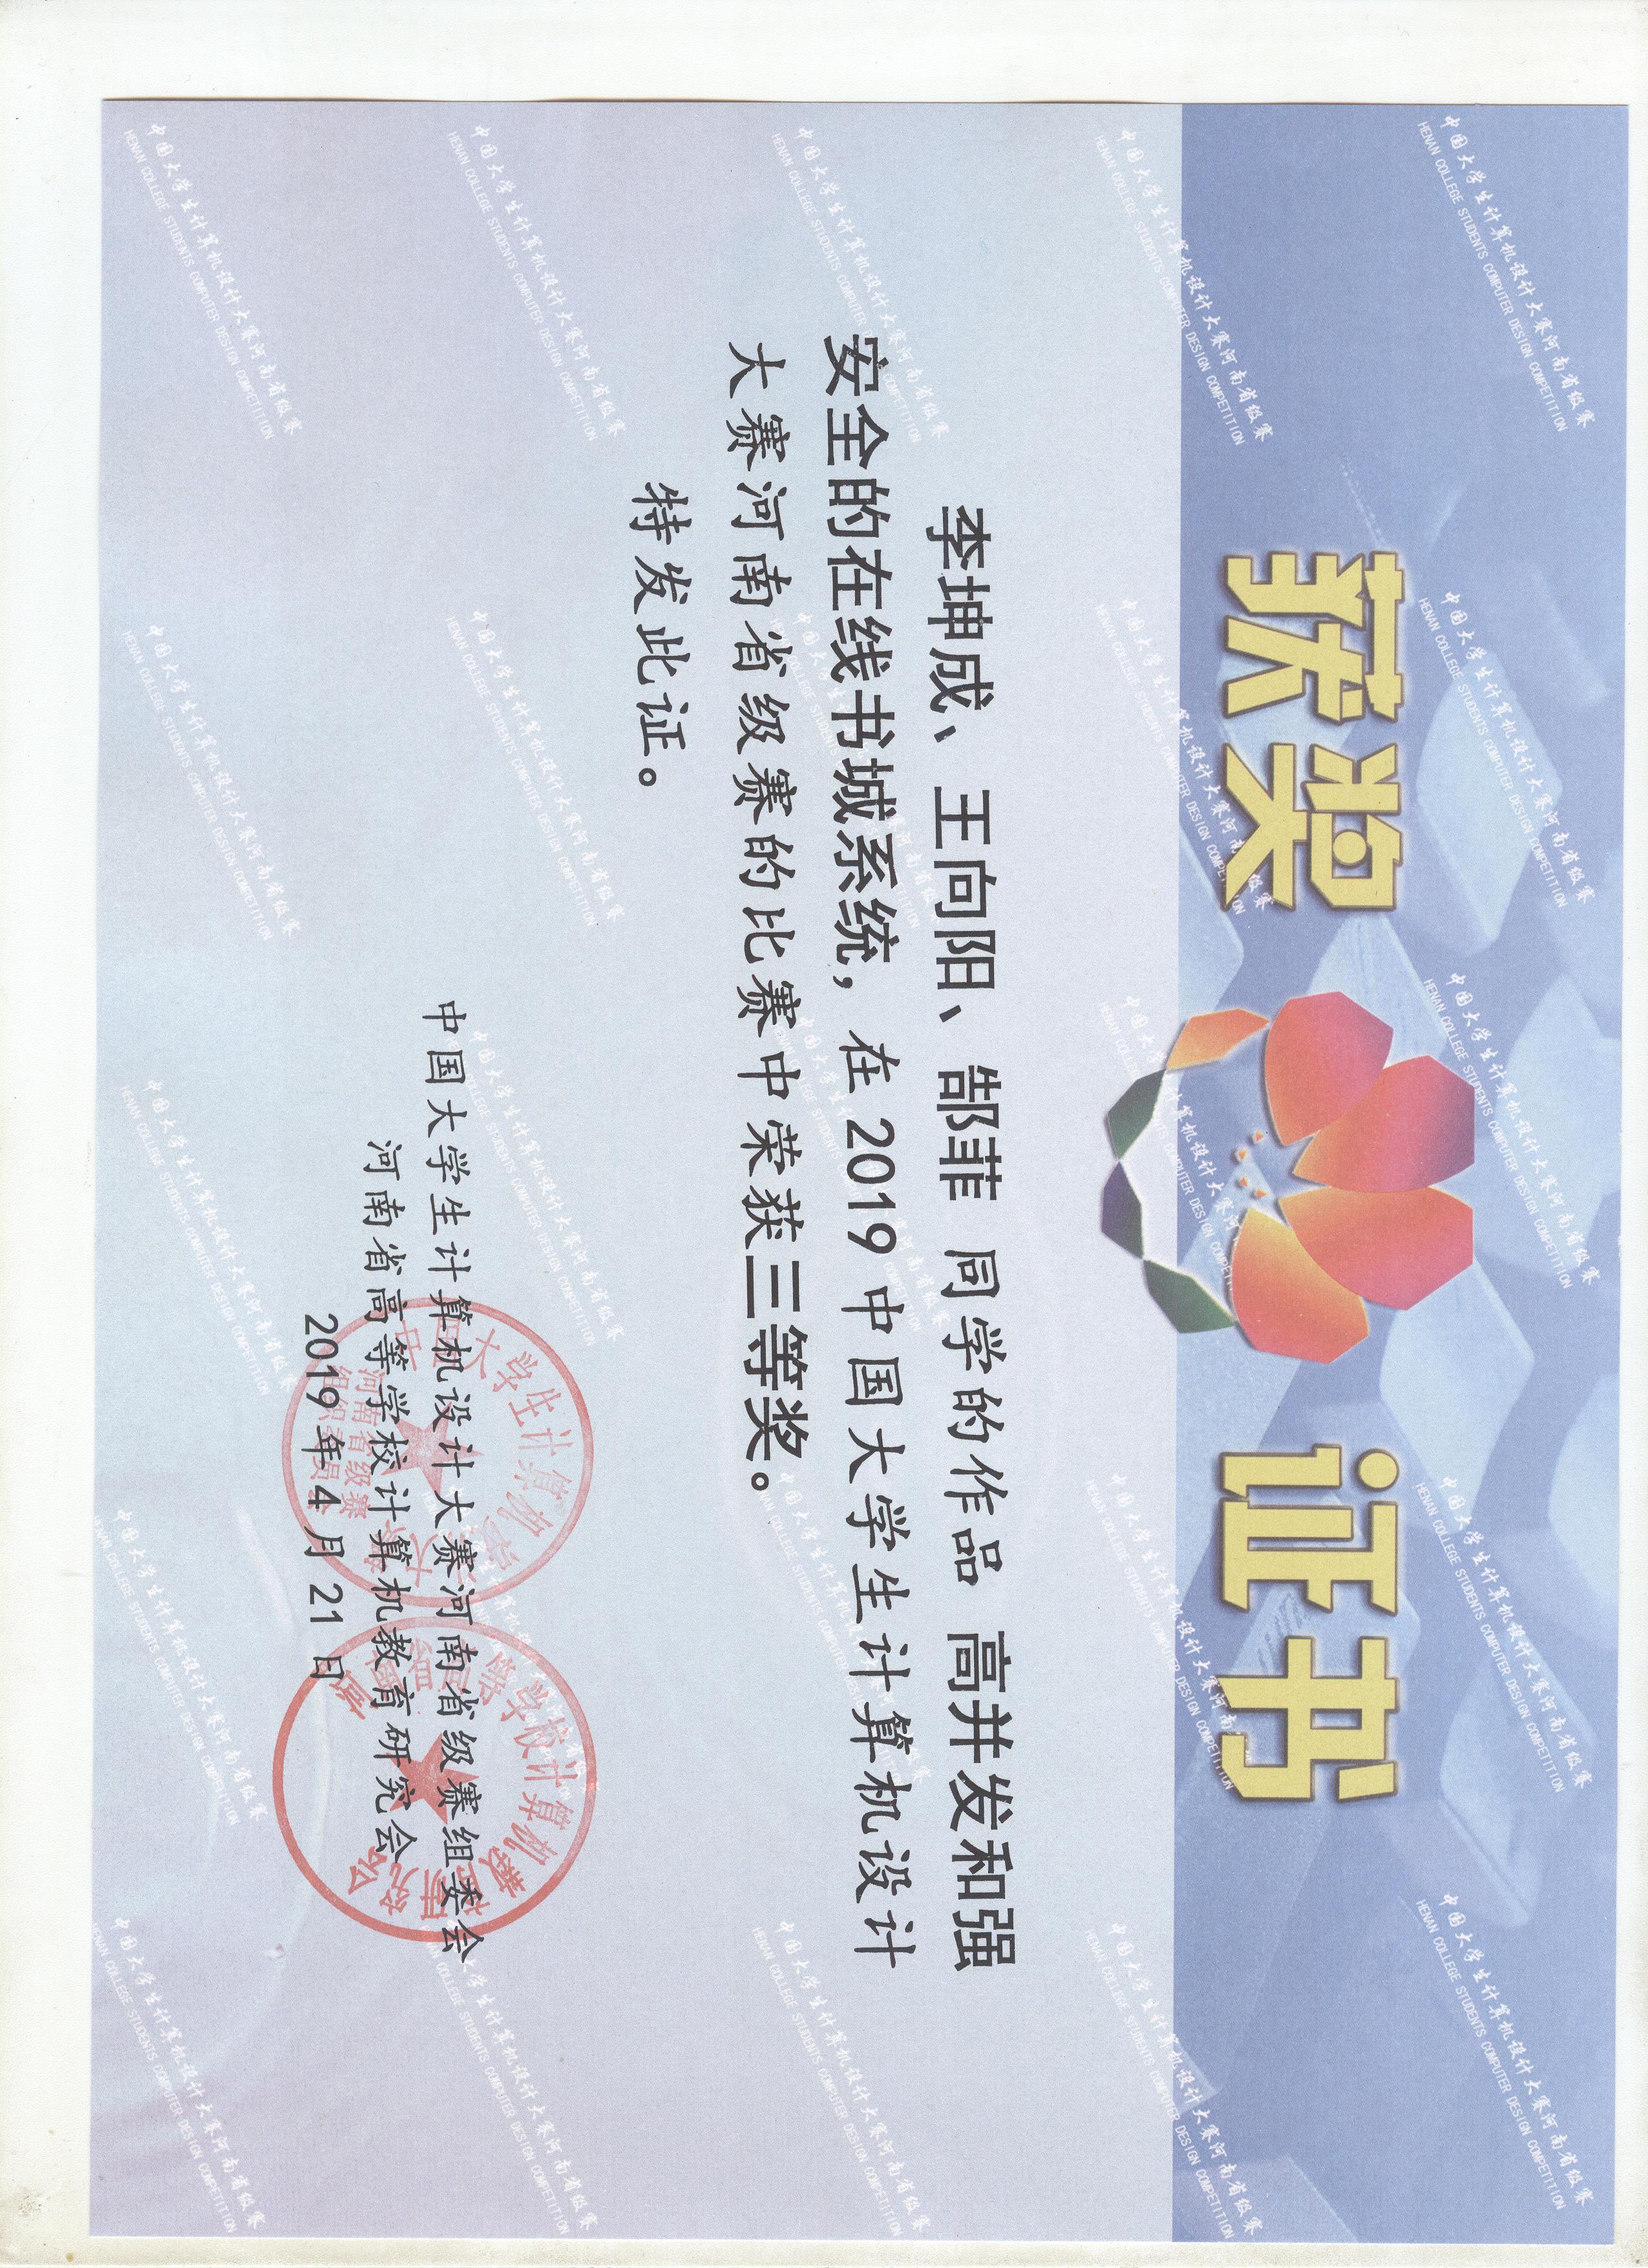 获奖 证书
李坤成、王向阳、郜菲 同学的作品 高并发和强
安全的在线书城系统，在 2019 中国大学生计算机设计
大赛河南省级赛的比赛中荣获三等奖。
特发此证。
中国大学生计算机设计大赛河南省级赛组委会
河南省高等学校计算机教育研究会
2019 年 4 月 21 日
中国大学生计算机设计大赛
河南省级赛
组织委员会
河南省高等学校计算机教育研究会
中国大学生计算机设计大赛河南省级赛
HENAN COLLEGE STUDENTS COMPUTER DESIGN COMPETITION